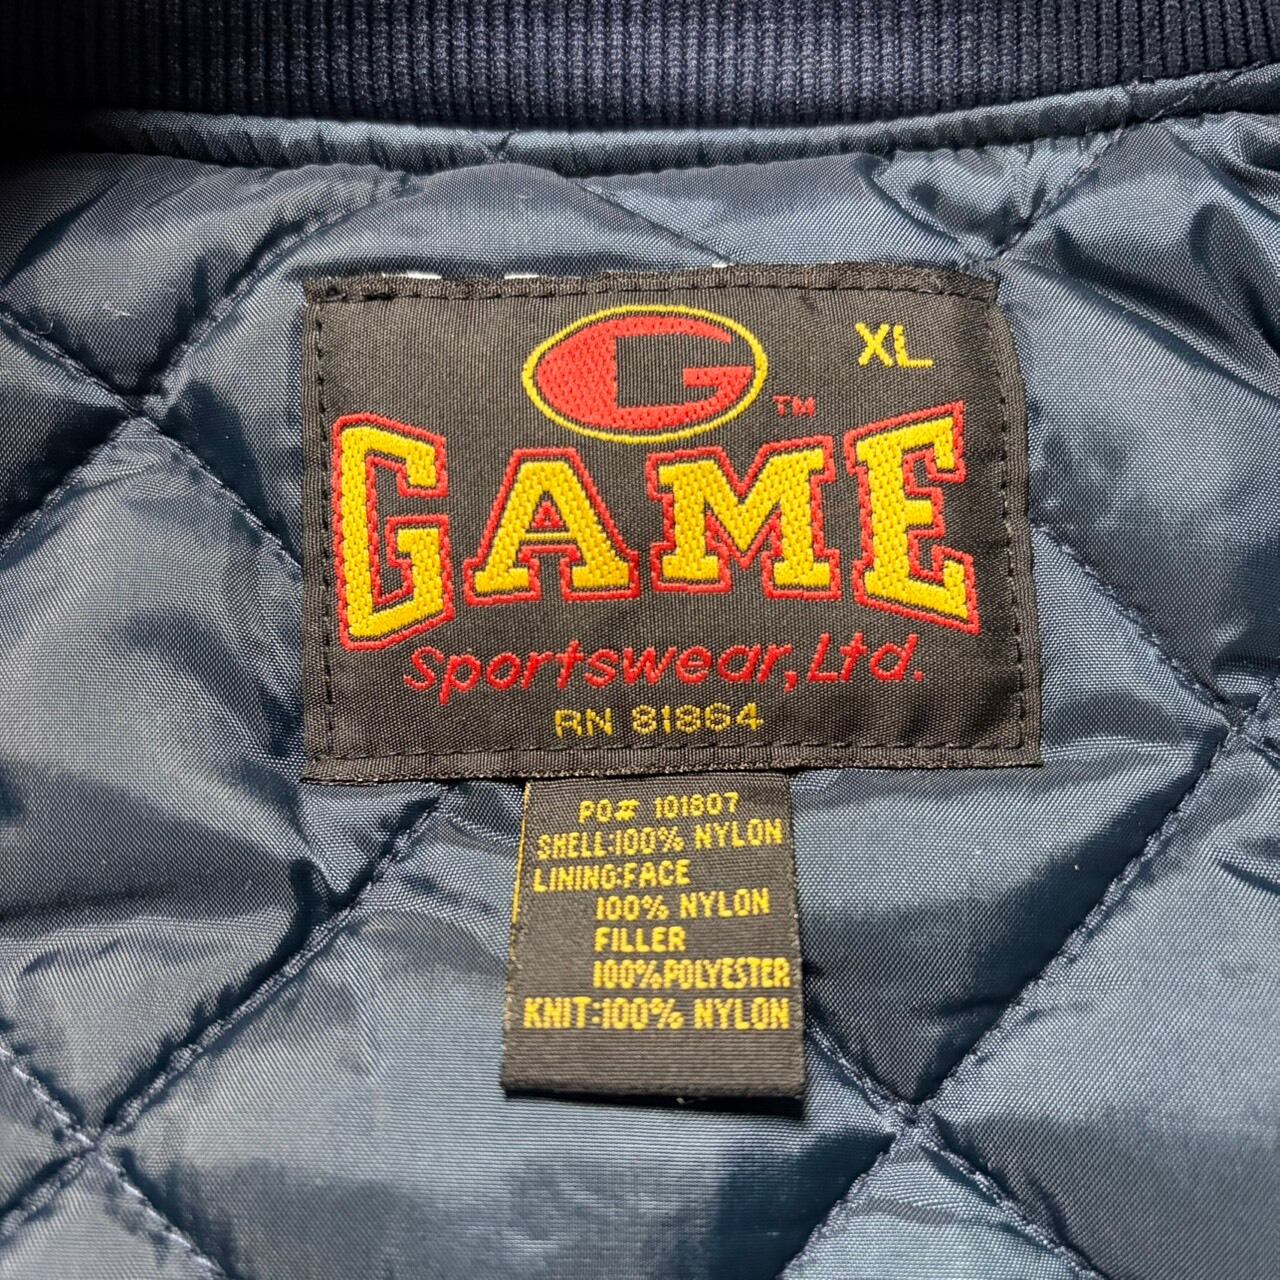 G XL
TM
GAME
Sportswear, Ltd.
RN 81864
PO# 101807
SHELL:100% NYLON
LINING:FACE
100% NYLON
FILLER
100%POLYESTER
KNIT:100% NYLON